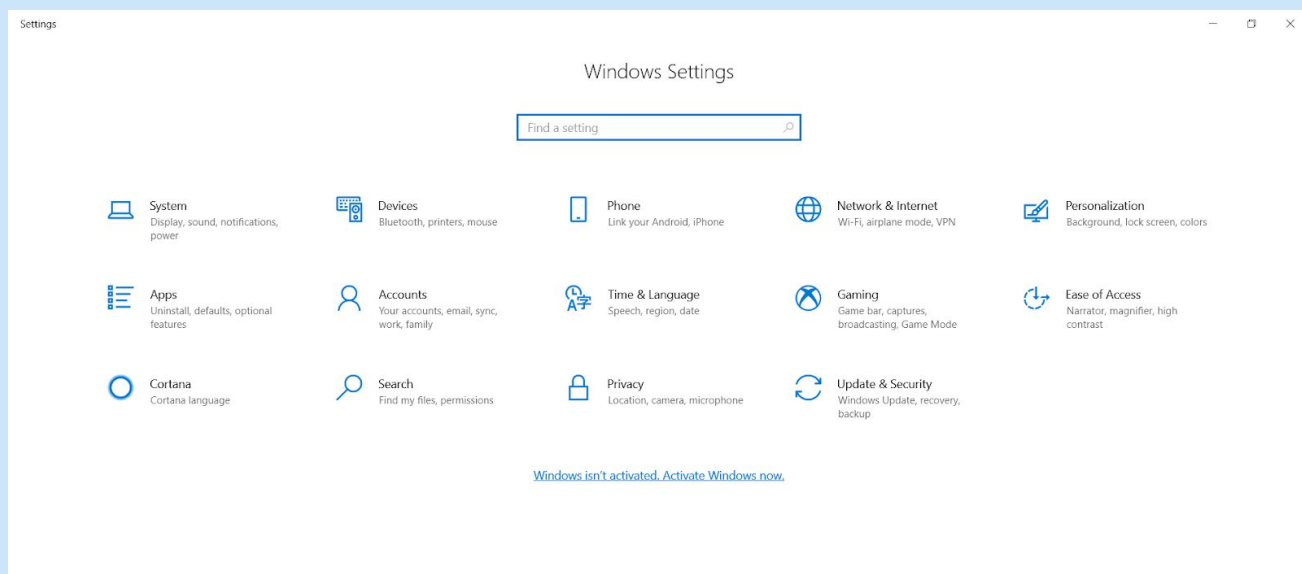 Settings
Windows Settings
Find a setting
System
Display, sound, notifications,
power
Devices
Bluetooth, printers, mouse
Phone
Link your Android, iPhone
Network & Internet
Wi-Fi, airplane mode, VPN
Personalization
Background, lock screen, colors
Apps
Uninstall, defaults, optional
features
Accounts
Your accounts, email, sync,
work, family
Time & Language
Speech, region, date
Gaming
Game bar, captures,
broadcasting, Game Mode
Ease of Access
Narrator, magnifier, high
contrast
Cortana
Cortana language
Search
Find my files, permissions
Privacy
Location, camera, microphone
Update & Security
Windows Update, recovery,
backup
Windows isn't activated. Activate Windows now.